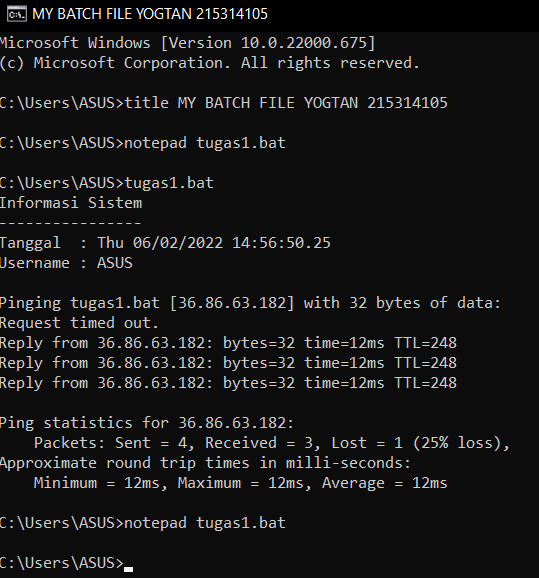 MY BATCH FILE YOGTAN 215314105
Microsoft Windows [Version 10.0.22000.675]
(c) Microsoft Corporation. All rights reserved.
C:\Users\ASUS>title MY BATCH FILE YOGTAN 215314105
C:\Users\ASUS>notepad tugas1.bat
C:\Users\ASUS>tugas1.bat
Informasi Sistem
----------------
Tanggal  : Thu 06/02/2022 14:56:50.25
Username : ASUS
Pinging tugas1.bat [36.86.63.182] with 32 bytes of data:
Request timed out.
Reply from 36.86.63.182: bytes=32 time=12ms TTL=248
Reply from 36.86.63.182: bytes=32 time=12ms TTL=248
Reply from 36.86.63.182: bytes=32 time=12ms TTL=248
Ping statistics for 36.86.63.182:
    Packets: Sent = 4, Received = 3, Lost = 1 (25% loss),
Approximate round trip times in milli-seconds:
    Minimum = 12ms, Maximum = 12ms, Average = 12ms
C:\Users\ASUS>notepad tugas1.bat
C:\Users\ASUS>